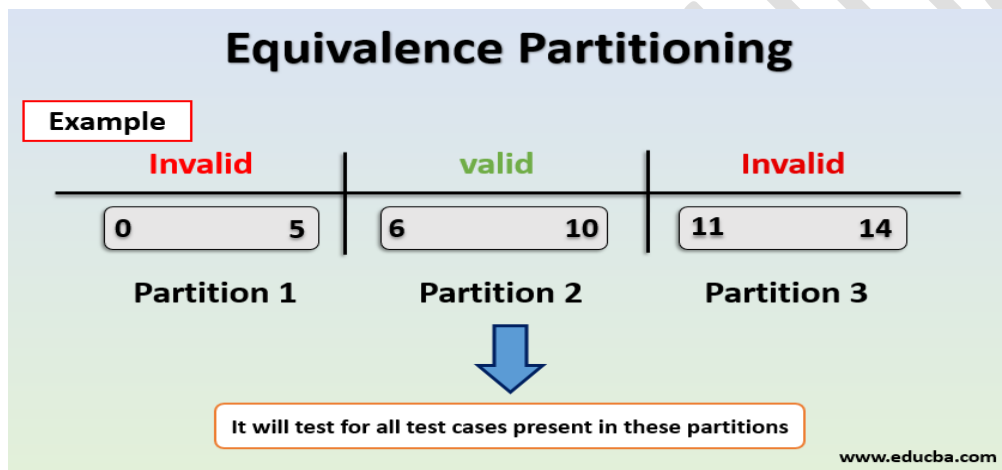 Equivalence Partitioning
Example
Invalid valid Invalid
0 5 6 10 11 14
Partition 1 Partition 2 Partition 3
It will test for all test cases present in these partitions
www.educba.com